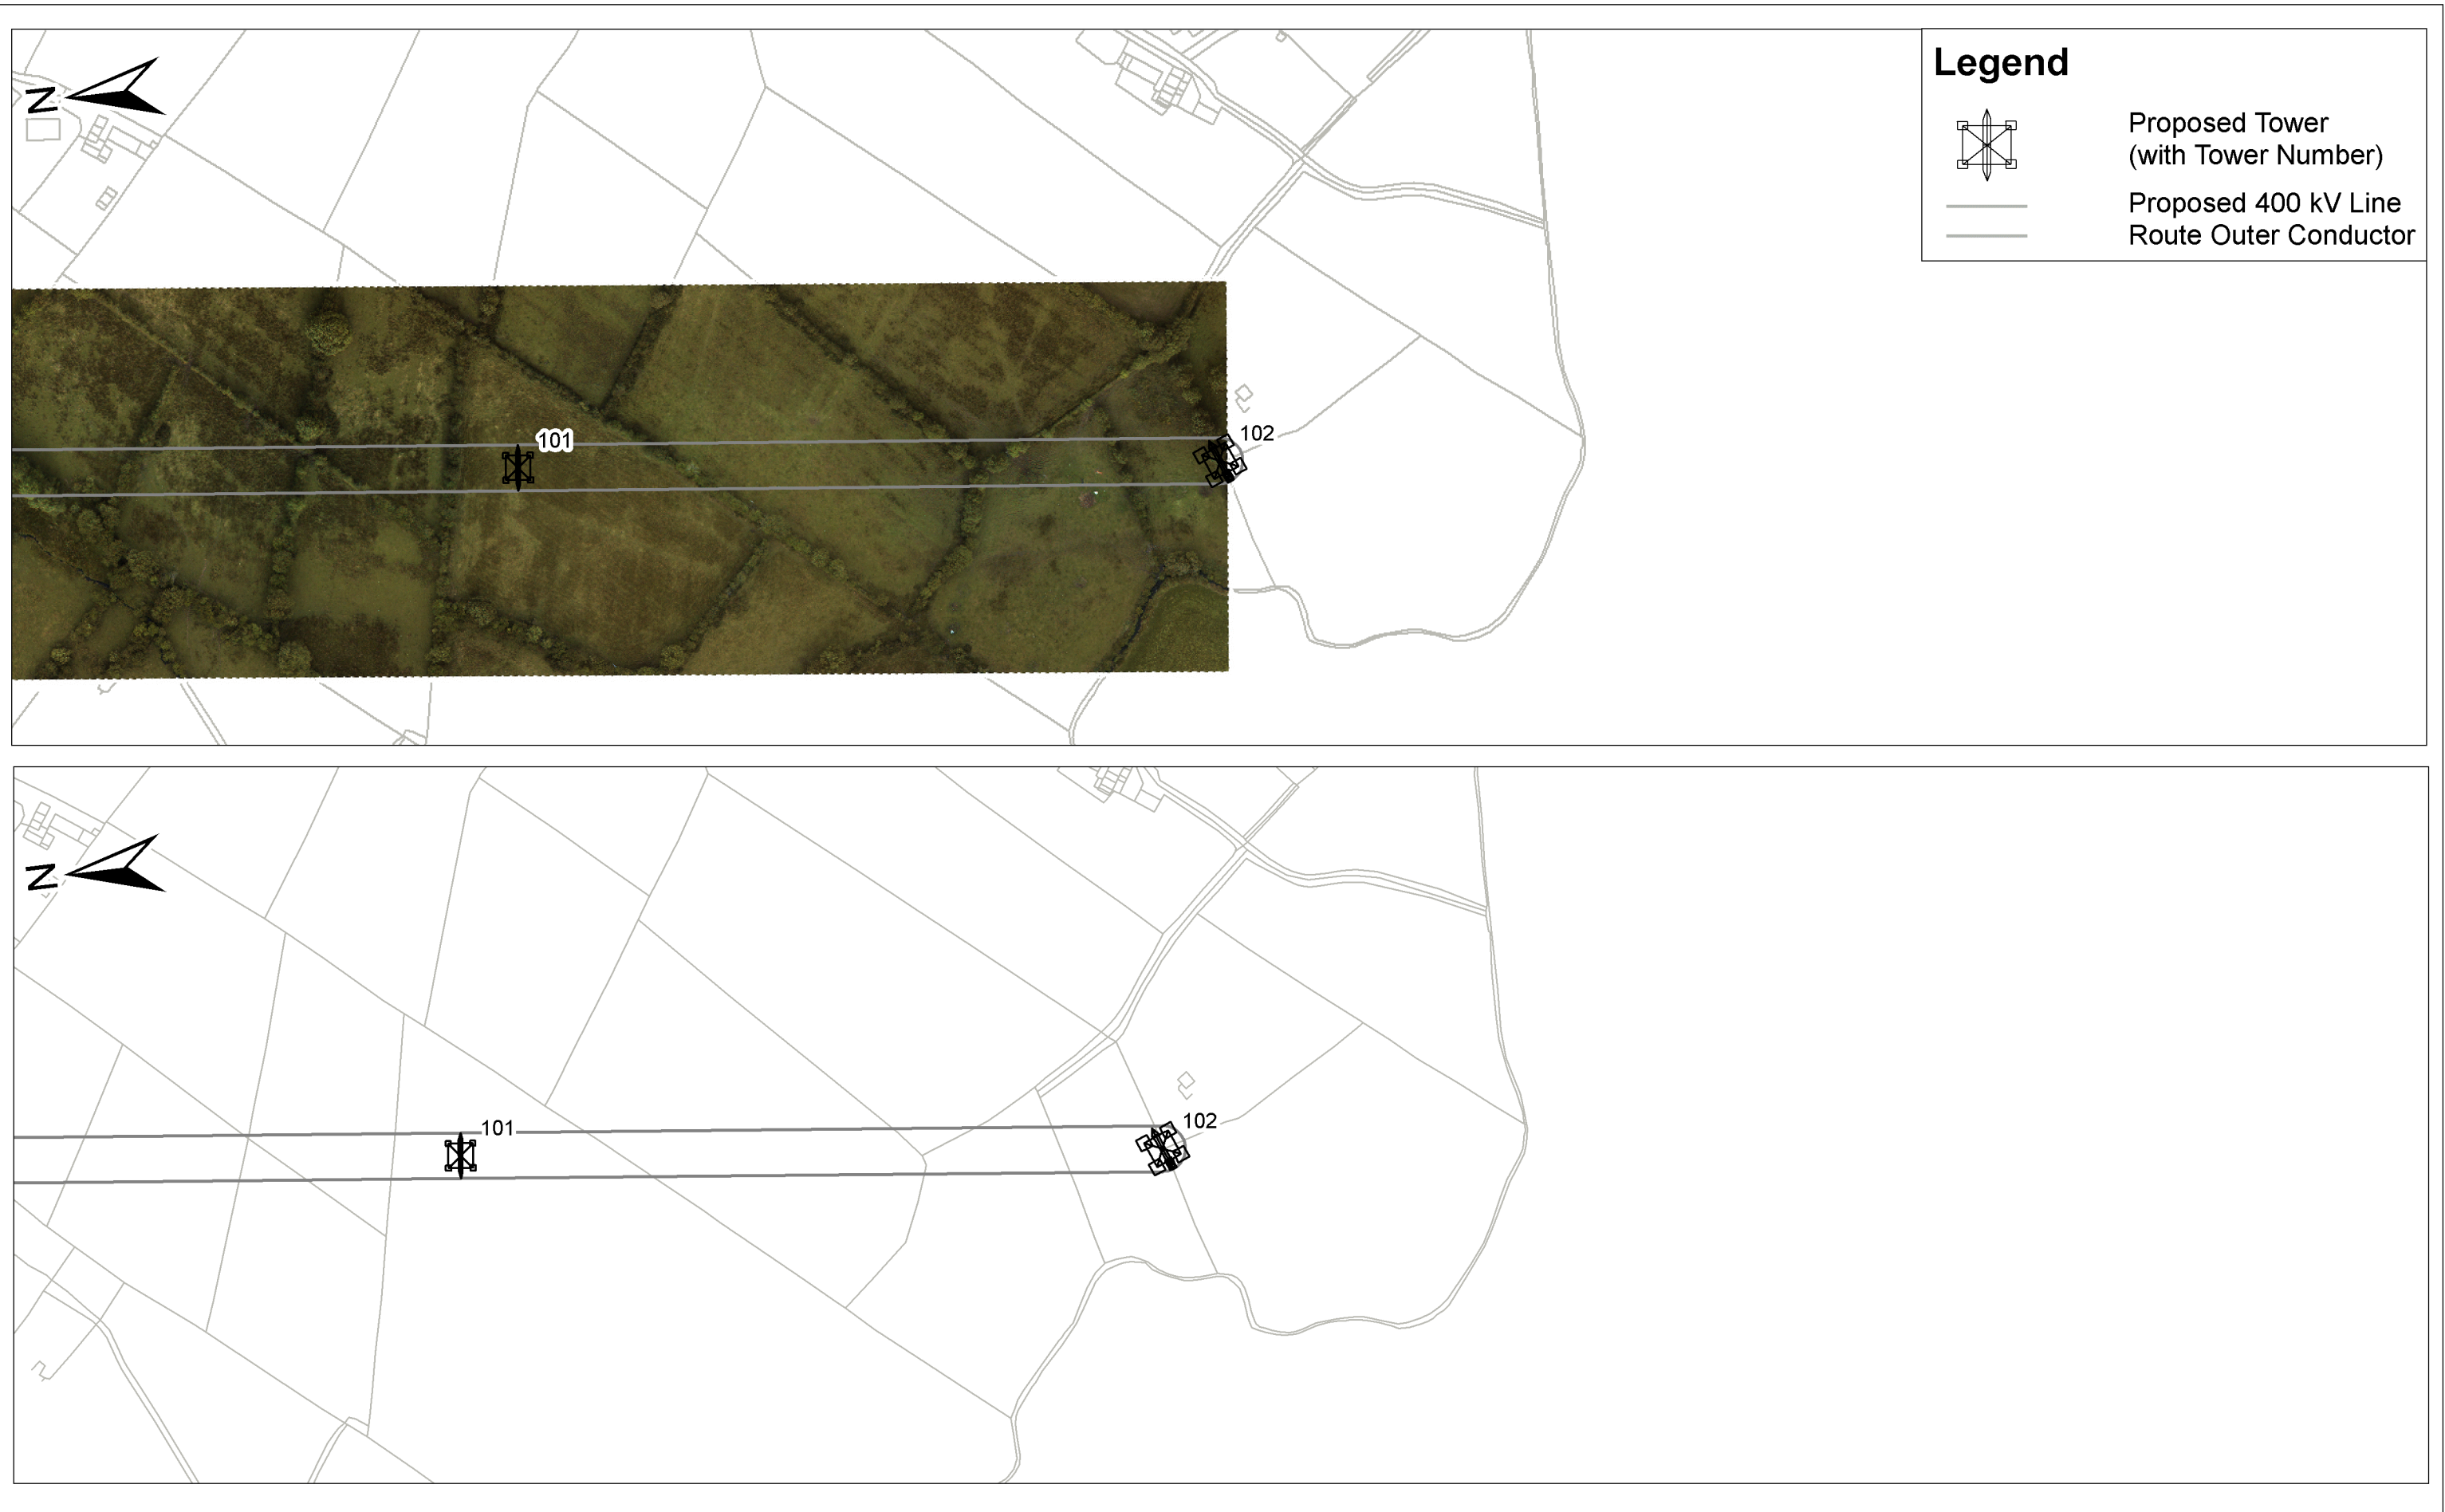 N
Legend
Proposed Tower
(with Tower Number)
Proposed 400 kV Line
Route Outer Conductor
101
102
N
101
102